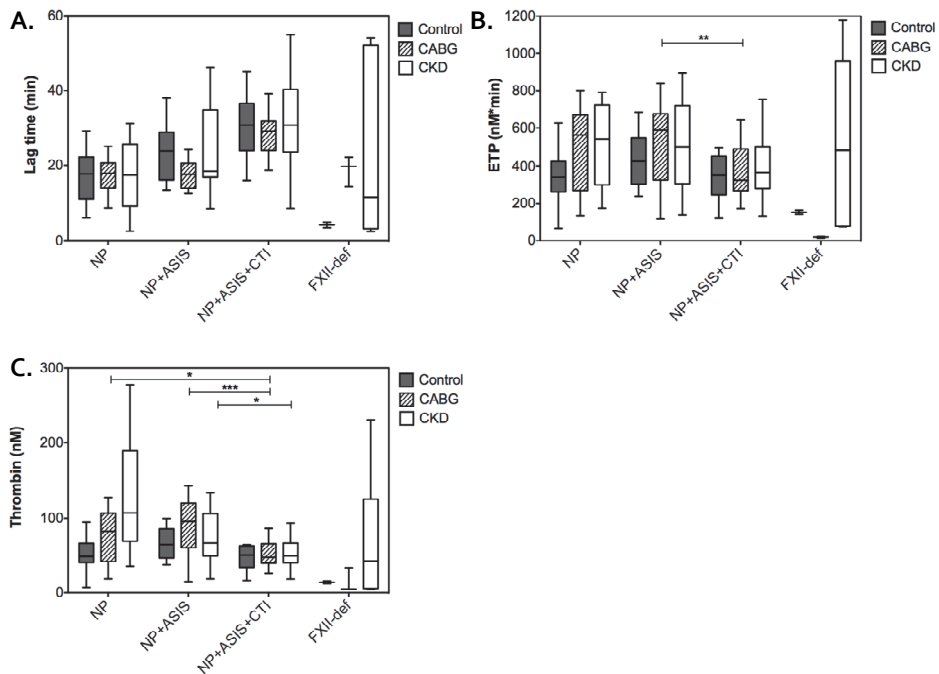 A.
Lag time (min)
60
40
20
0
NP
NP+ASIS
NP+ASIS+CTI
FXII-def
Control
CABG
CKD
B.
ETP (nM*min)
1200
1000
800
600
400
200
0
**
NP
NP+ASIS
NP+ASIS+CTI
FXII-def
Control
CABG
CKD
C.
Thrombin (nM)
300
200
100
0
*
***
*
NP
NP+ASIS
NP+ASIS+CTI
FXII-def
Control
CABG
CKD